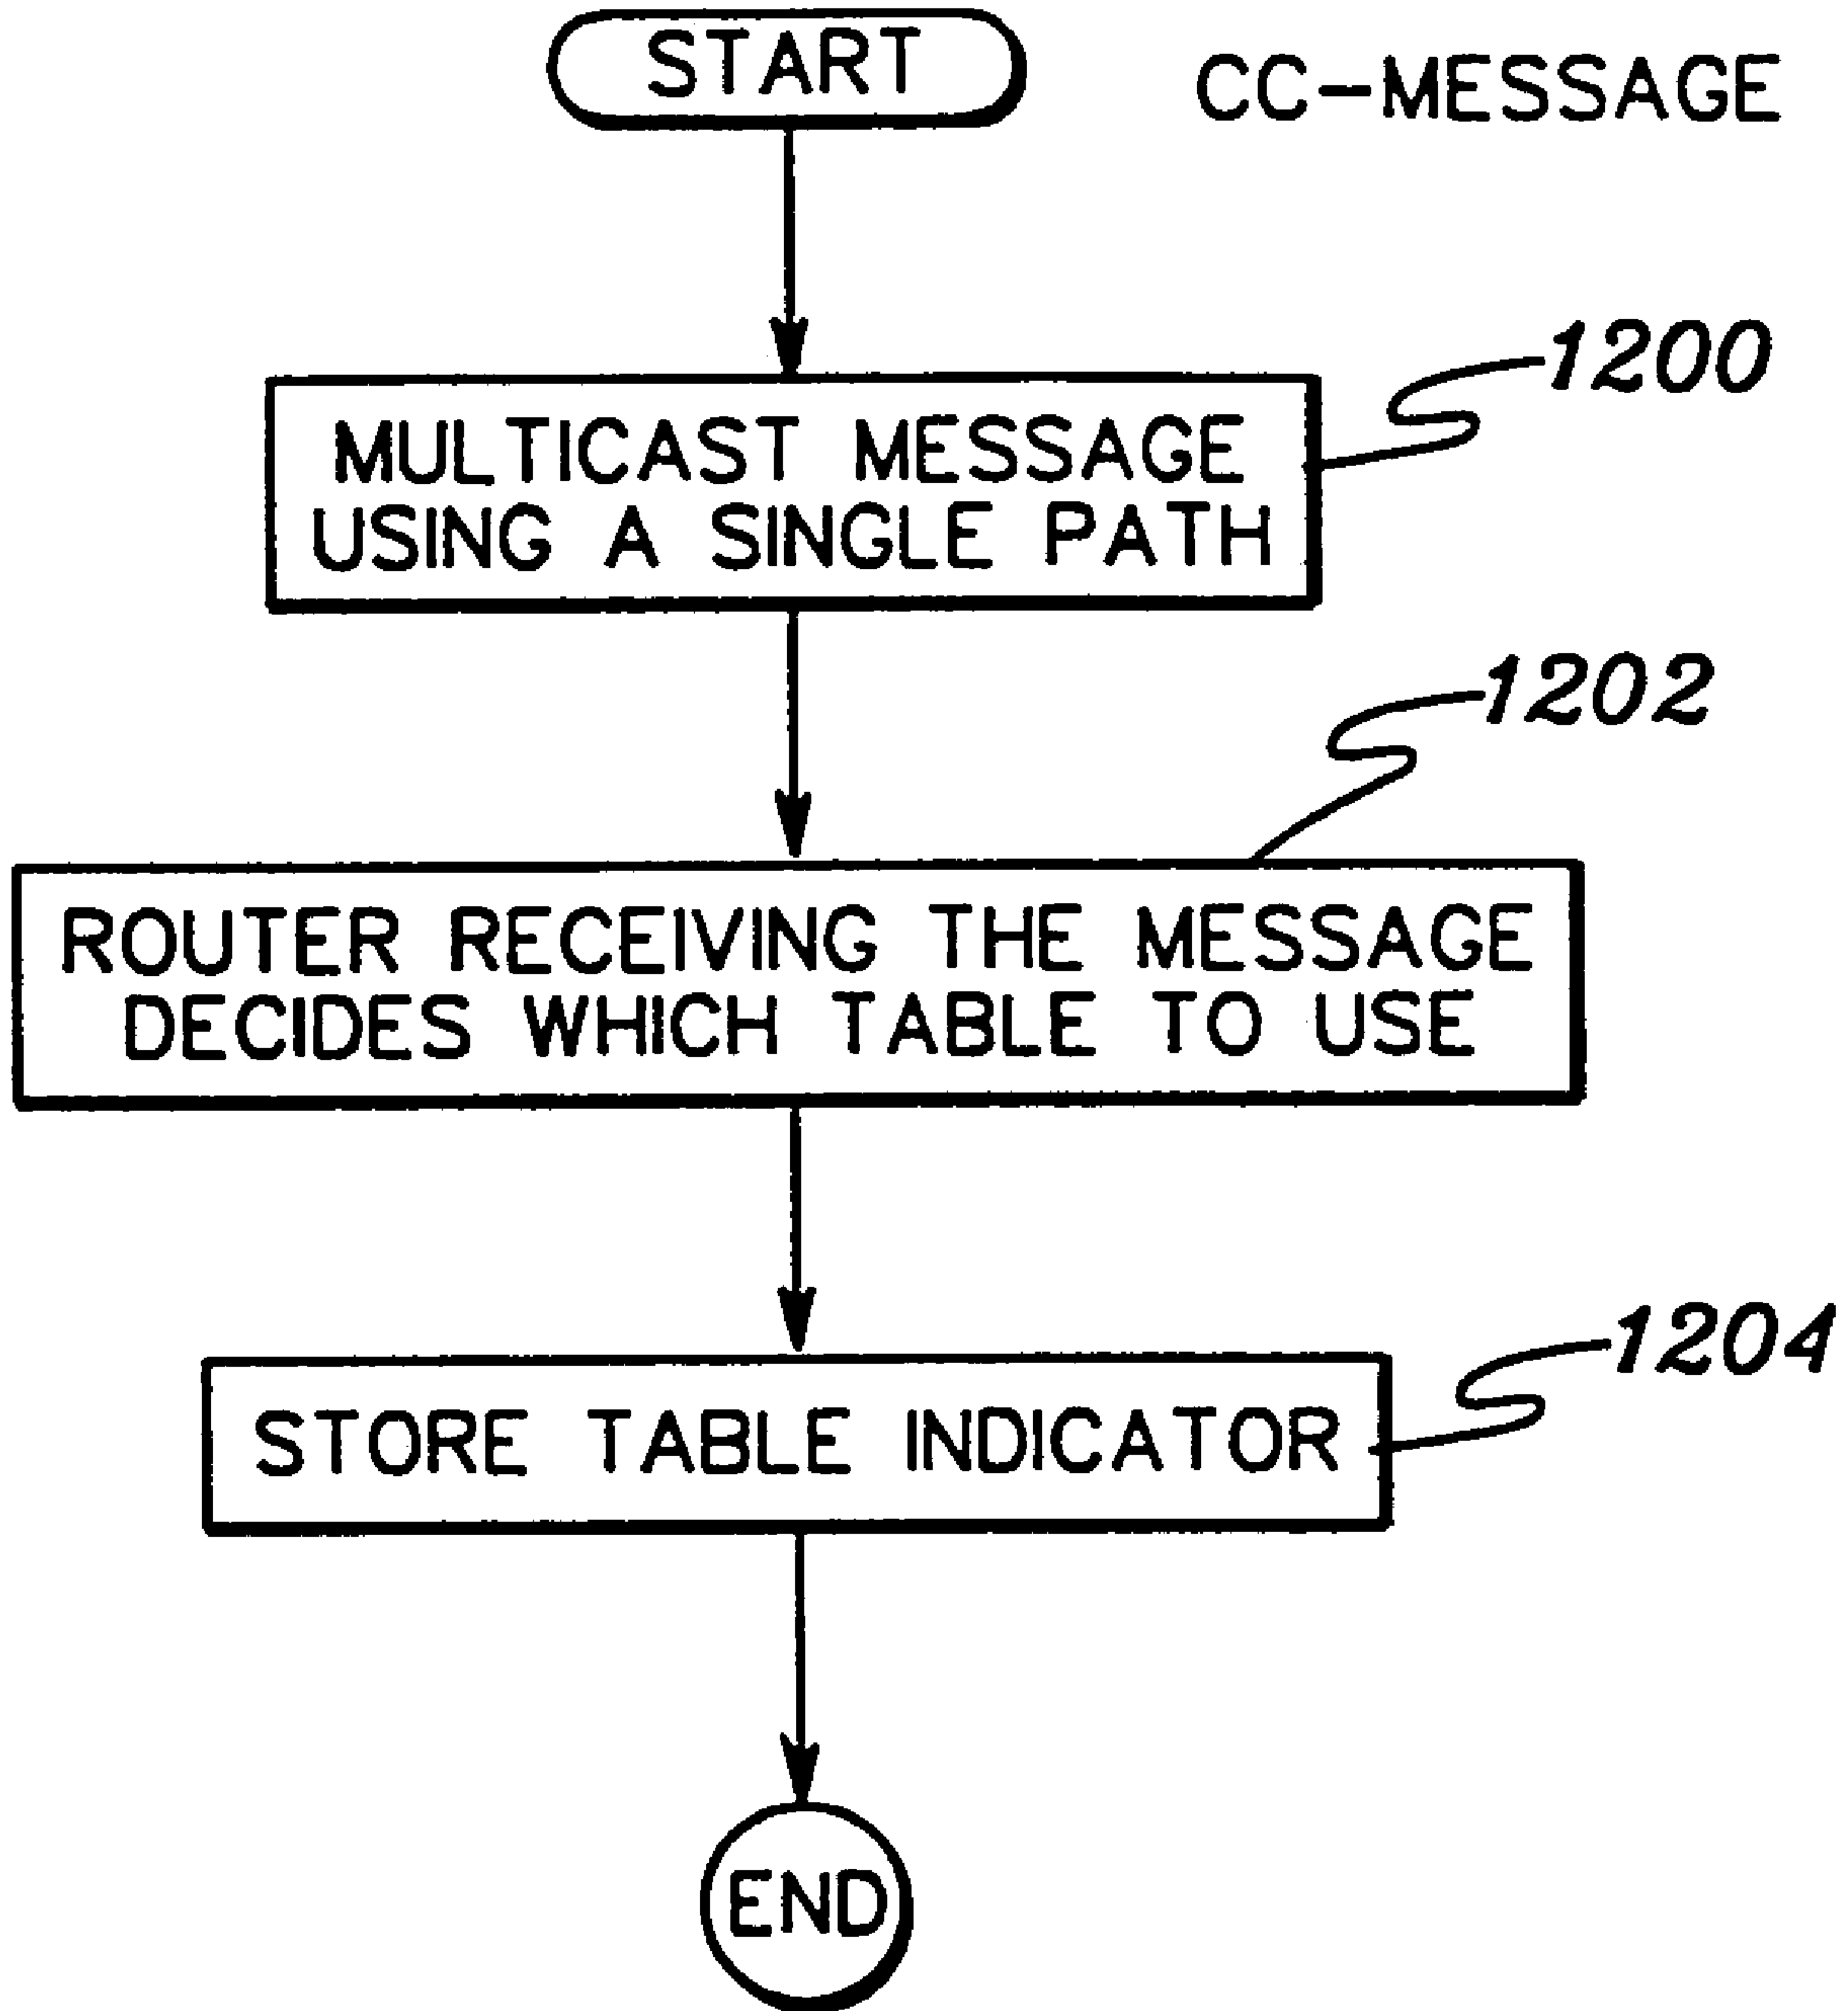 START
CC-MESSAGE
1200
MULTICAST MESSAGE
USING A SINGLE PATH
1202
ROUTER RECEIVING THE MESSAGE
DECIDES WHICH TABLE TO USE
1204
STORE TABLE INDICATOR
END